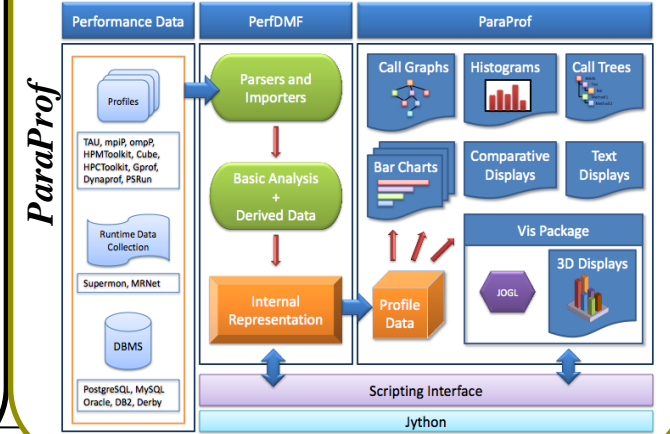 ParaProf
Performance Data
PerfDMF
ParaProf
Profiles
TAU, mpiP, ompP,
HPMToolkit, Cube,
HPCToolkit, Gprof,
Dynaprof, PSRun
Runtime Data
Collection
Supermon, MRNet
DBMS
PostgreSQL, MySQL
Oracle, DB2, Derby
Parsers and
Importers
Basic Analysis
+
Derived Data
Internal
Representation
Call Graphs
Histograms
Call Trees
Bar Charts
Comparative
Displays
Text
Displays
Profile
Data
Vis Package
JOGL
3D Displays
Scripting Interface
Jython